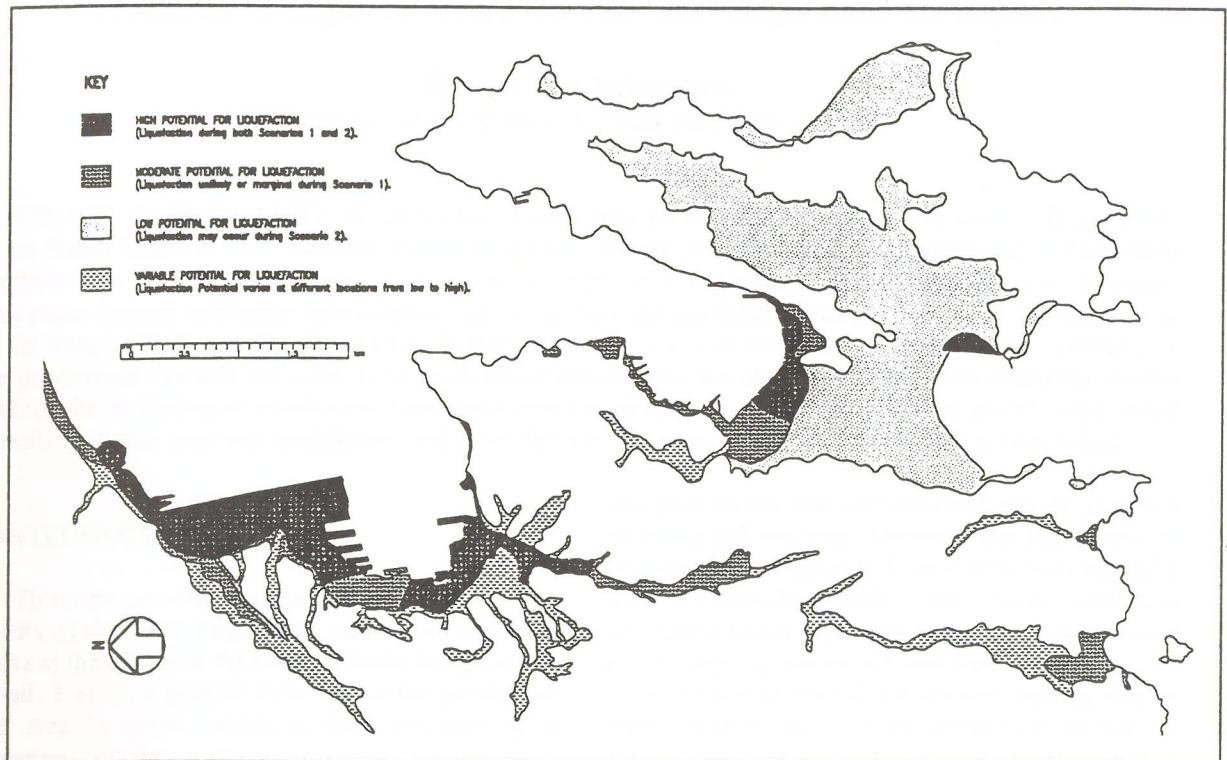 KEY
HIGH POTENTIAL FOR LIQUEFACTION
(Liquefaction during both Scenarios 1 and 2).
MODERATE POTENTIAL FOR LIQUEFACTION
(Liquefaction unlikely or marginal during Scenario 1).
LOW POTENTIAL FOR LIQUEFACTION
(Liquefaction may occur during Scenario 2).
VARIABLE POTENTIAL FOR LIQUEFACTION
(Liquefaction Potential varies at different locations from low to high).
0
km
N